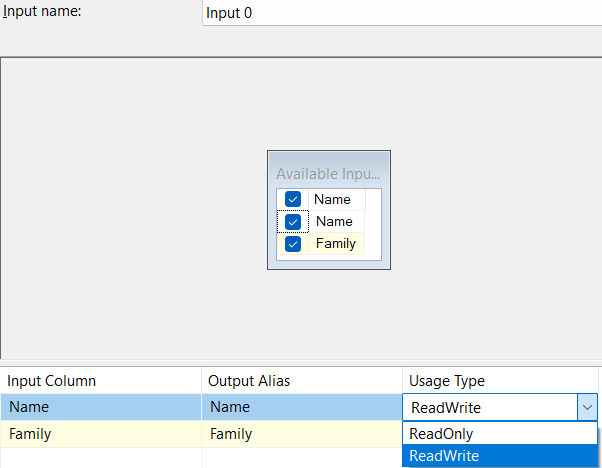 Input name: Input 0
Available Inpu...
Name
Name
Family
Input Column Output Alias Usage Type
Name Name ReadWrite
Family Family ReadOnly
ReadWrite